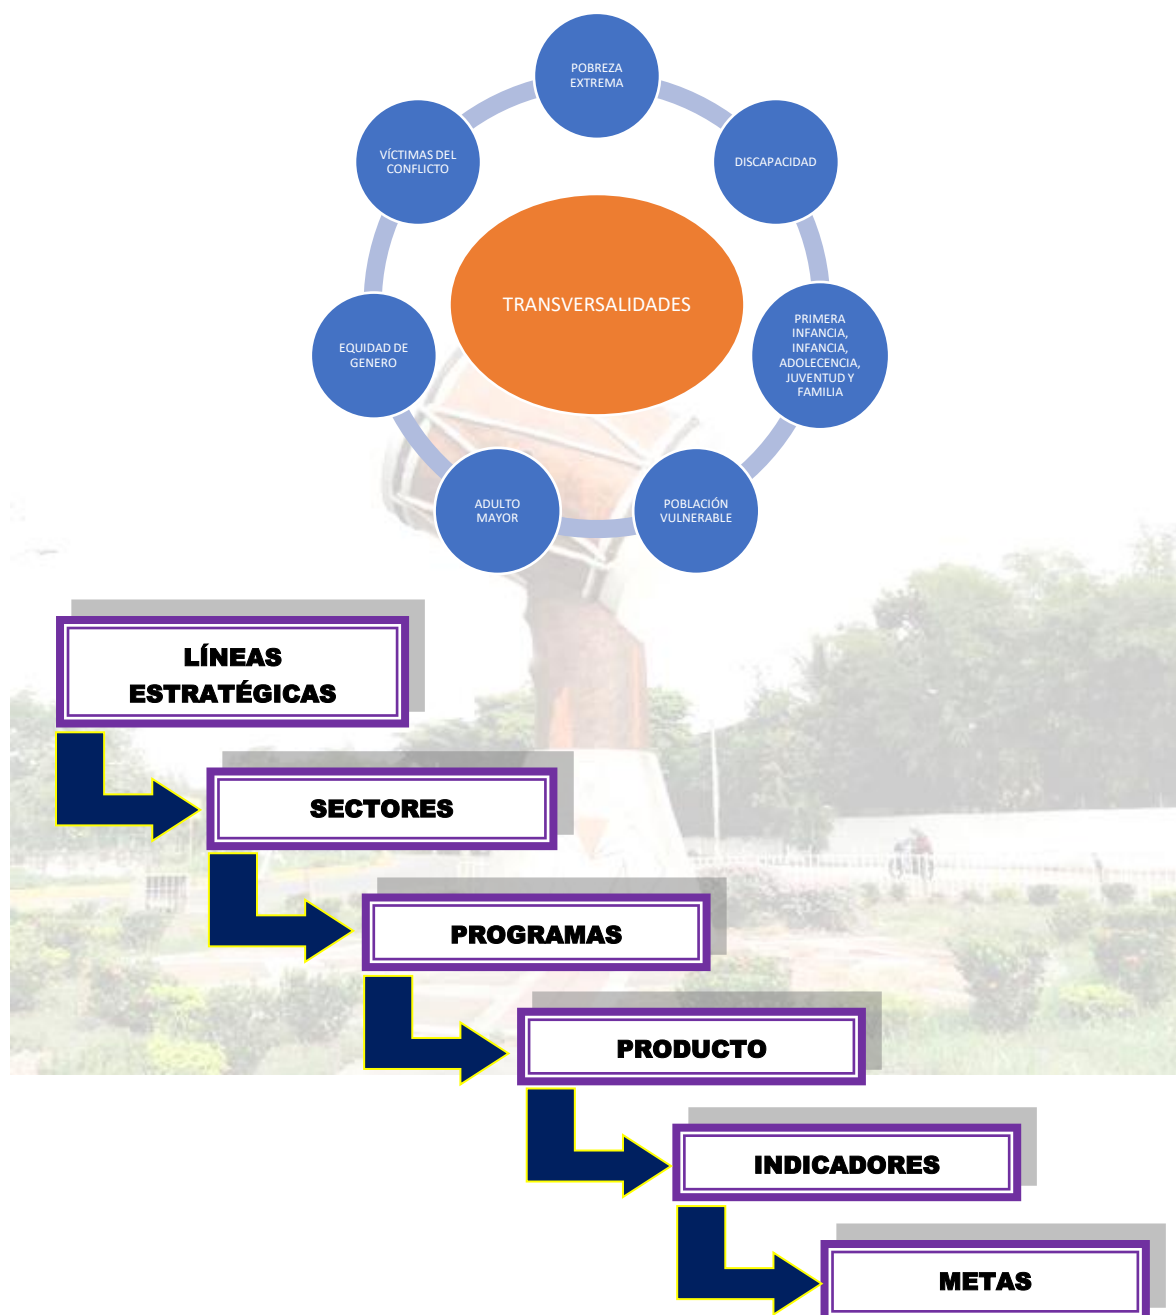 POBREZA
EXTREMA
DISCAPACIDAD
PRIMERA
INFANCIA,
INFANCIA,
ADOLECENCIA,
JUVENTUD Y
FAMILIA
POBLACIÓN
VULNERABLE
ADULTO
MAYOR
EQUIDAD DE
GENERO
VÍCTIMAS DEL
CONFLICTO
TRANSVERSALIDADES
LÍNEAS
ESTRATÉGICAS
SECTORES
PROGRAMAS
PRODUCTO
INDICADORES
METAS